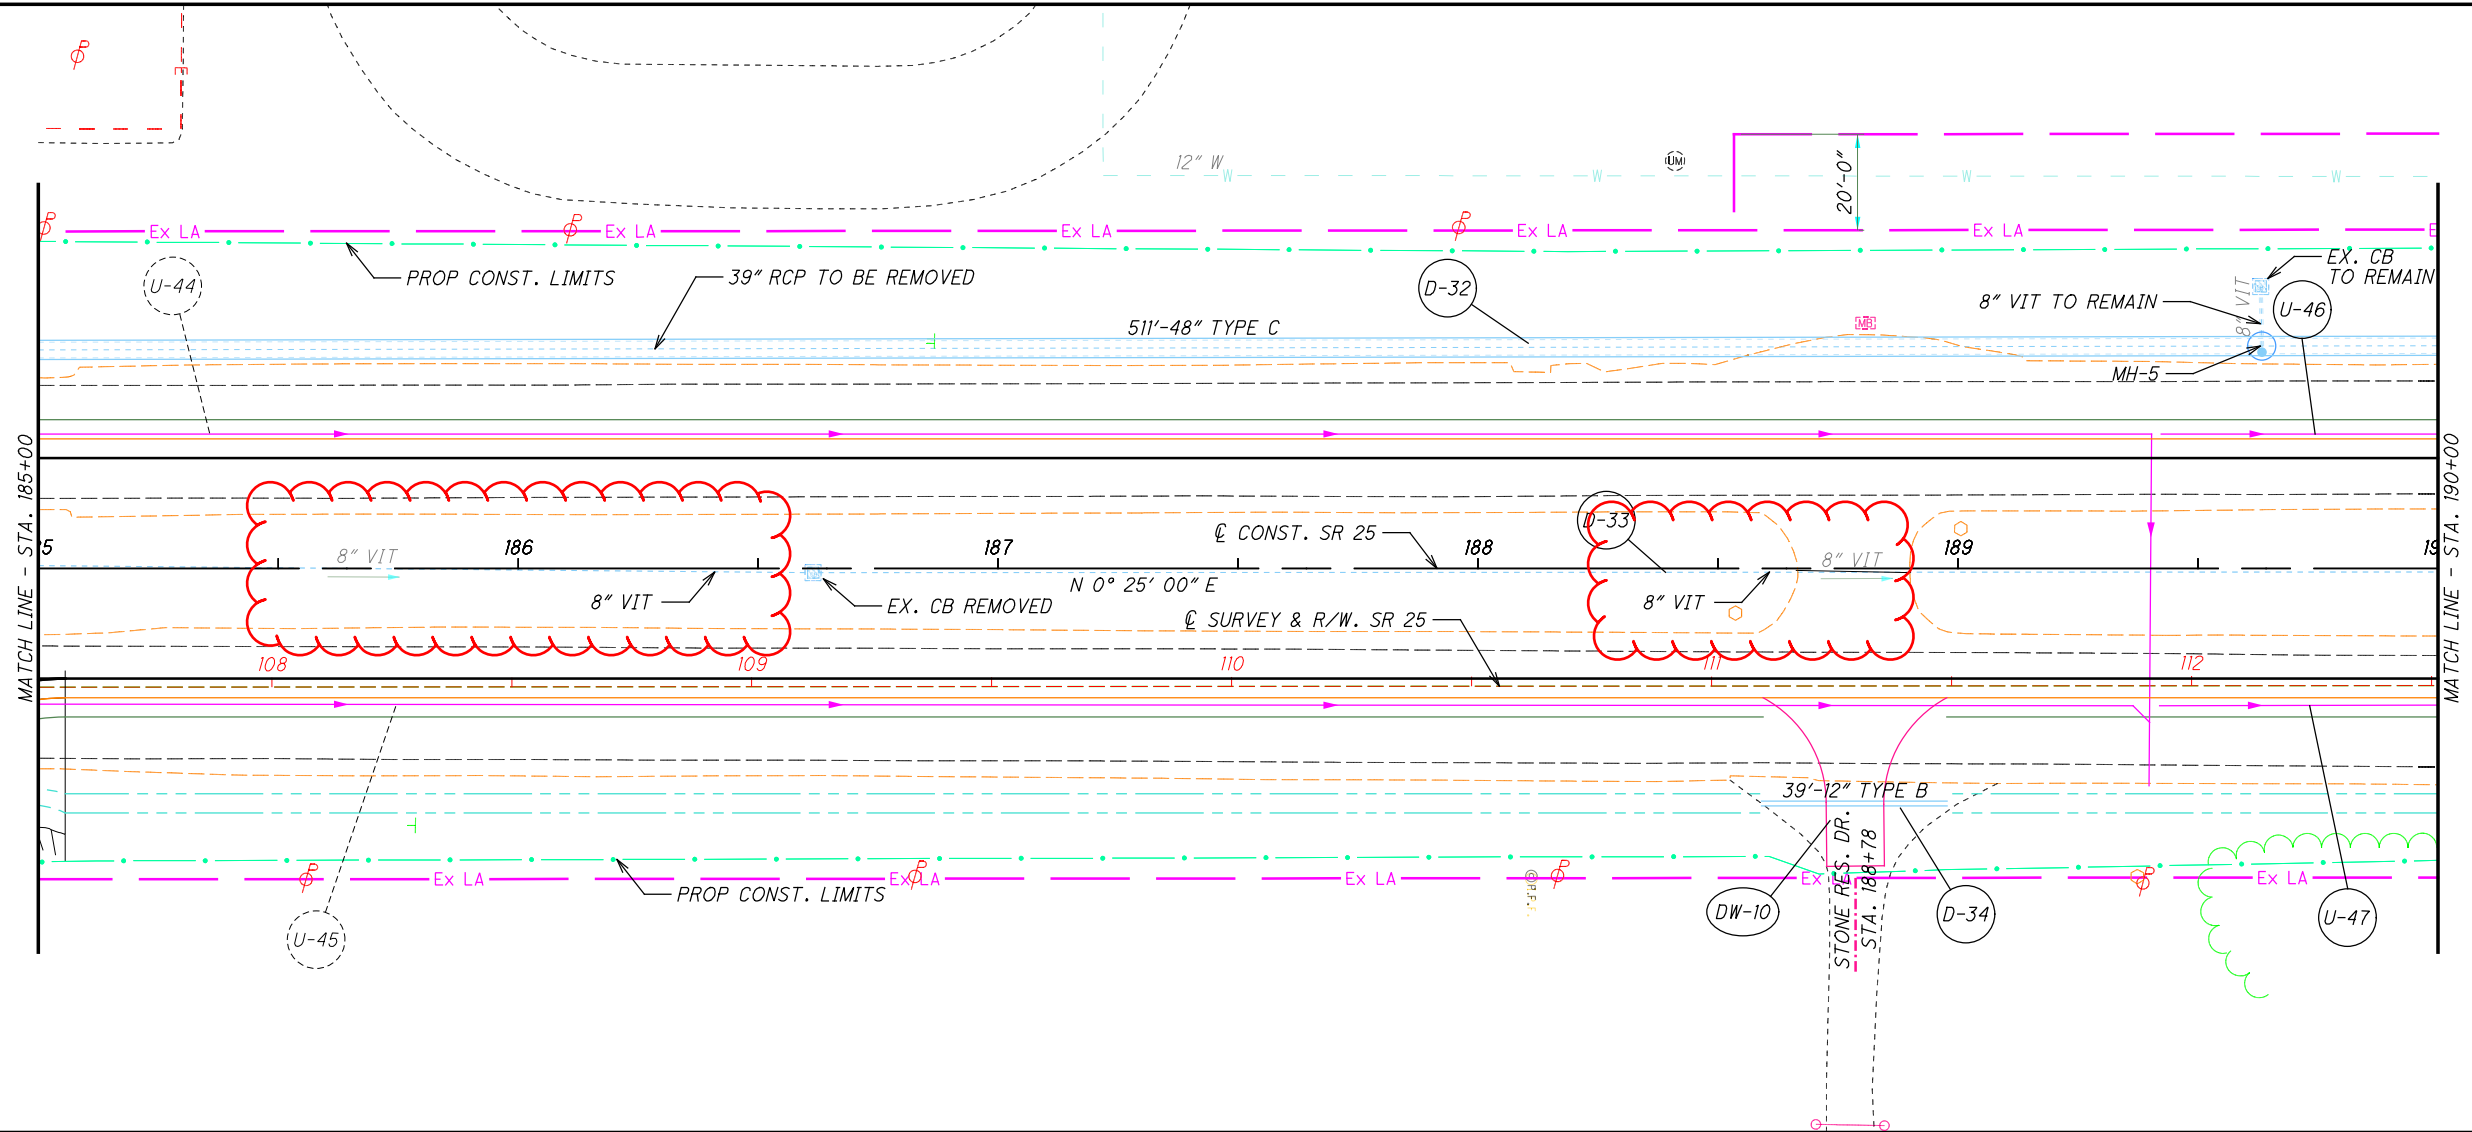 12" W
W W W W
UM
20'-0"
P
P P P
Ex LA Ex LA Ex LA Ex LA Ex LA
PROP CONST. LIMITS
39" RCP TO BE REMOVED
U-44
D-32
EX. CB
TO REMAIN
8" VIT
8" VIT TO REMAIN
U-46
511'-48" TYPE C
MB
MH-5
MATCH LINE - STA. 185+00
MATCH LINE - STA. 190+00
D-33
℄ CONST. SR 25
186 187 188 189
8" VIT
8" VIT
8" VIT
EX. CB REMOVED
N 0° 25' 00" E
8" VIT
℄ SURVEY & R/W. SR 25
108 109 110 111 112
39'-12" TYPE B
STONE RES. DR.
STA. 188+78
P P P P
Ex LA Ex LA Ex LA Ex LA
PROP CONST. LIMITS
DW-10
D-34
U-45
U-47